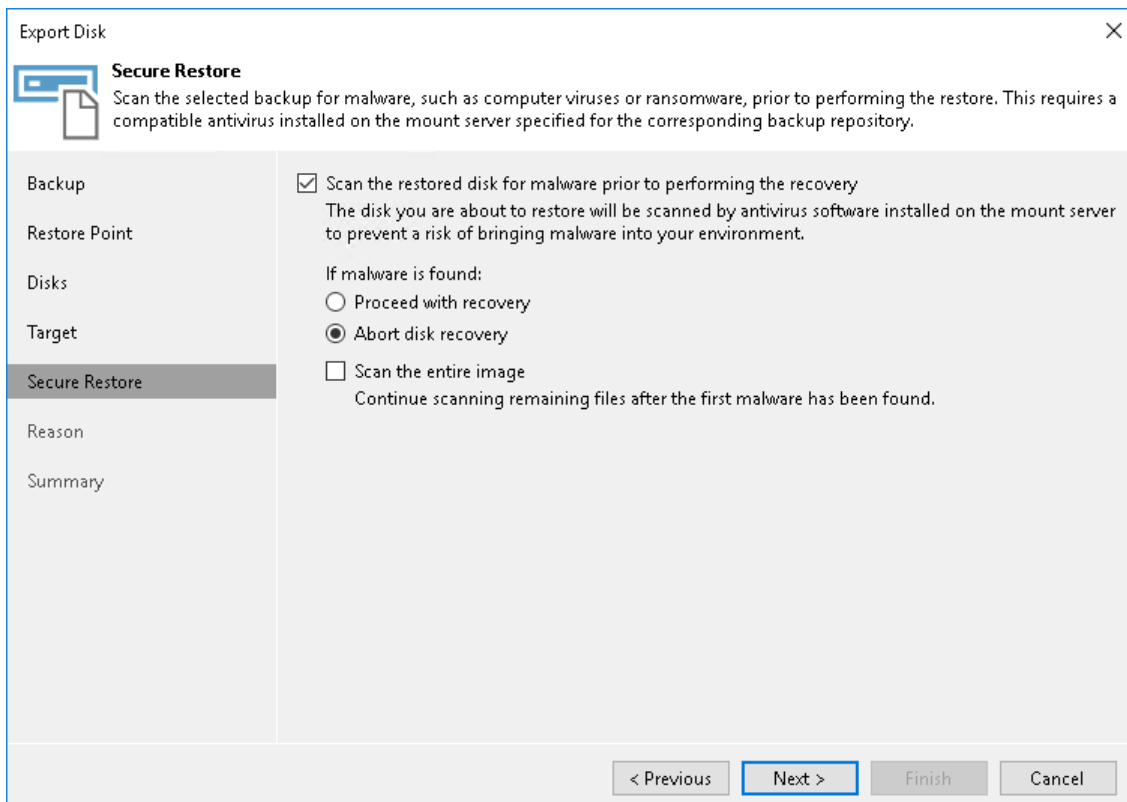 Export Disk
Secure Restore
Scan the selected backup for malware, such as computer viruses or ransomware, prior to performing the restore. This requires a
compatible antivirus installed on the mount server specified for the corresponding backup repository.
Backup
Restore Point
Disks
Target
Secure Restore
Reason
Summary
Scan the restored disk for malware prior to performing the recovery
The disk you are about to restore will be scanned by antivirus software installed on the mount server
to prevent a risk of bringing malware into your environment.
If malware is found:
Proceed with recovery
Abort disk recovery
Scan the entire image
Continue scanning remaining files after the first malware has been found.
< Previous
Next >
Finish
Cancel